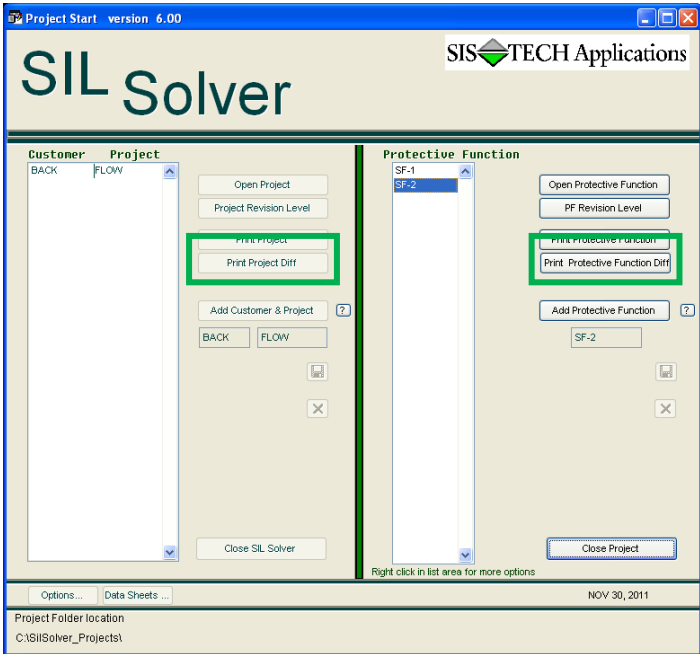 Project Start version 6.00
SIS TECH Applications
SIL Solver
Customer Project
BACK FLOW
Open Project
Project Revision Level
Print Project
Print Project Diff
Add Customer & Project ?
BACK FLOW
Close SIL Solver
Protective Function
SF-1
SF-2
Open Protective Function
PF Revision Level
Print Protective Function
Print Protective Function Diff
Add Protective Function ?
SF-2
Close Project
Right click in list area for more options
Options... Data Sheets ...
NOV 30, 2011
Project Folder location
C:\SilSolver_Projects\